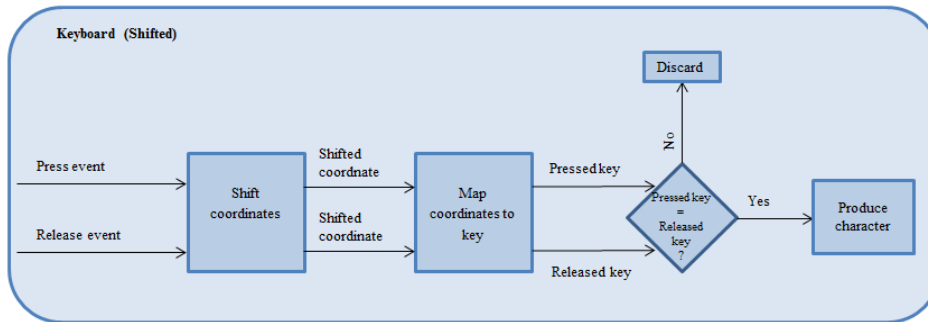 Keyboard (Shifted)
Discard
No
Press event
Shift
coordinates
Shifted
coordnate
Map
coordinates to
key
Pressed key
Pressed key
=
Released
key
?
Yes
Produce
character
Release event
Shifted
coordinate
Released key